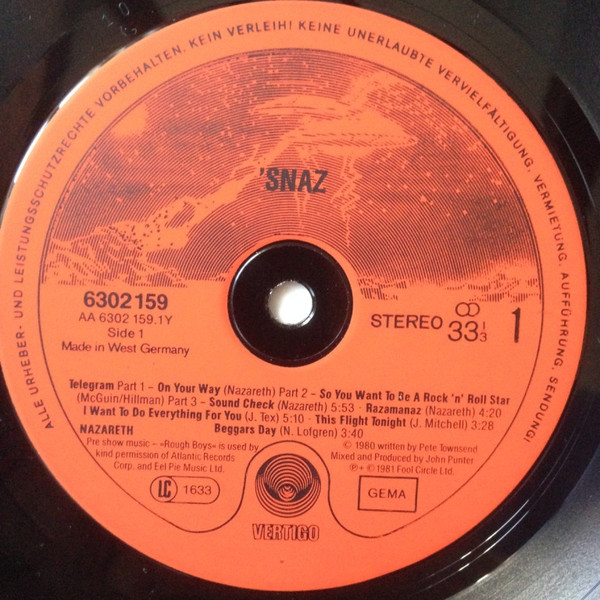 ALLE URHEBER- UND LEISTUNGSSCHUTZRECHTE VORBEHALTEN. KEIN VERLEIH! KEINE UNERLAUBTE VERVIELFÄLTIGUNG, VERMIETUNG, AUFFÜHRUNG, SENDUNG!
'SNAZ
6302 159
AA 6302 159.1Y
Side 1
Made in West Germany
STEREO 33 1/3 1
Telegram Part 1 – On Your Way (Nazareth) Part 2 – So You Want To Be A Rock 'n' Roll Star
(McGuin/Hillman) Part 3 – Sound Check (Nazareth) 5:53 · Razamanaz (Nazareth) 4:20
I Want To Do Everything For You (J. Tex) 5:10 · This Flight Tonight (J. Mitchell) 3:28
Beggars Day (N. Lofgren) 3:40
NAZARETH
Pre show music – »Rough Boys« is used by
kind permission of Atlantic Records
Corp. and Eel Pie Music Ltd.
© 1980 written by Pete Townsend
Mixed and Produced by John Punter
℗ + © 1981 Fool Circle Ltd.
LC 1633
GEMA
VERTIGO